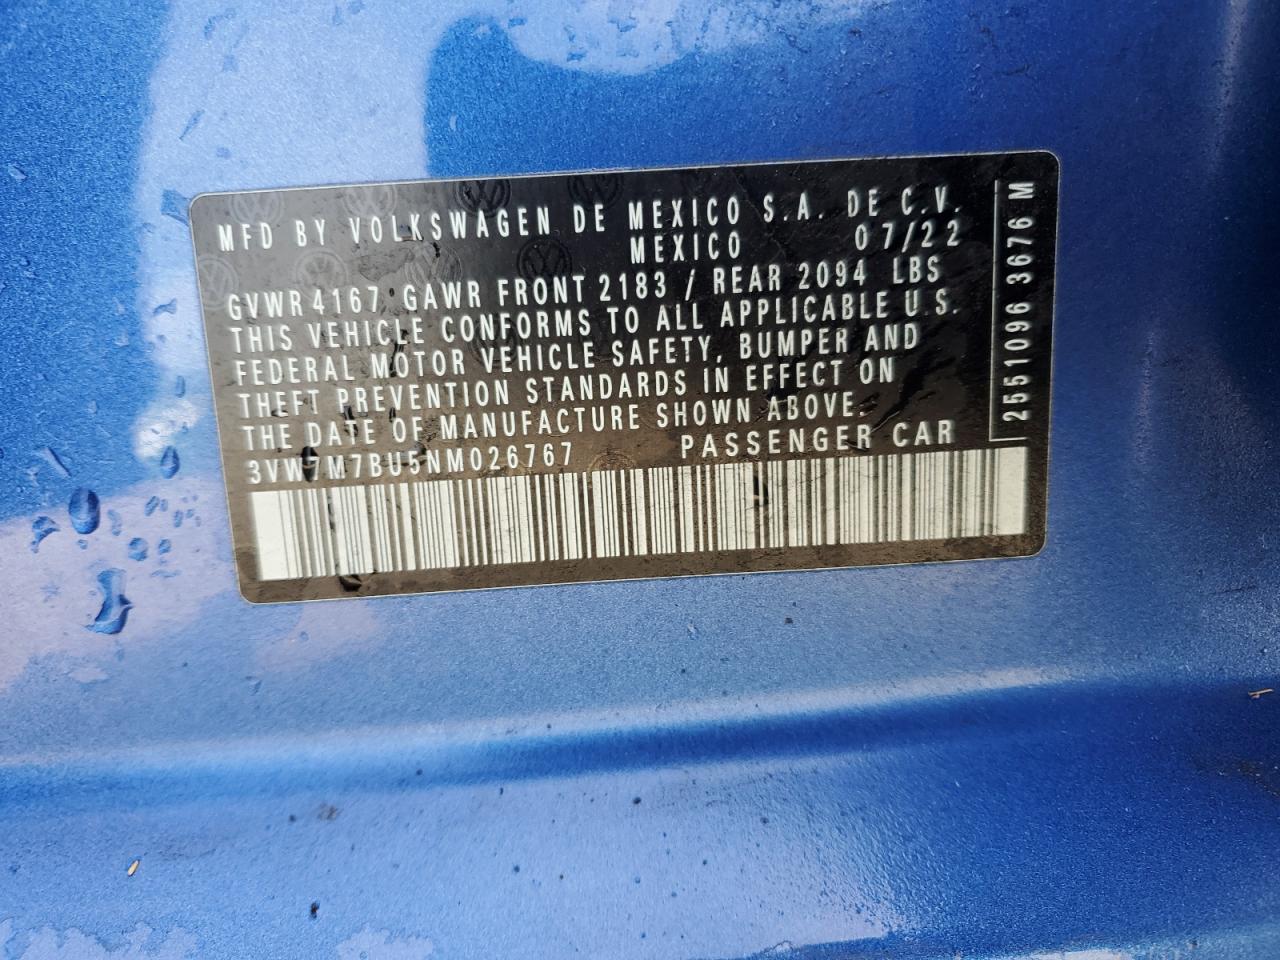 MFD BY VOLKSWAGEN DE MEXICO S.A. DE C.V.
MEXICO 07/22
GVWR 4167 GAWR FRONT 2183 / REAR 2094 LBS
THIS VEHICLE CONFORMS TO ALL APPLICABLE U.S.
FEDERAL MOTOR VEHICLE SAFETY, BUMPER AND
THEFT PREVENTION STANDARDS IN EFFECT ON
THE DATE OF MANUFACTURE SHOWN ABOVE.
3VW7M7BU5NM026767 PASSENGER CAR
2551096 3676 M